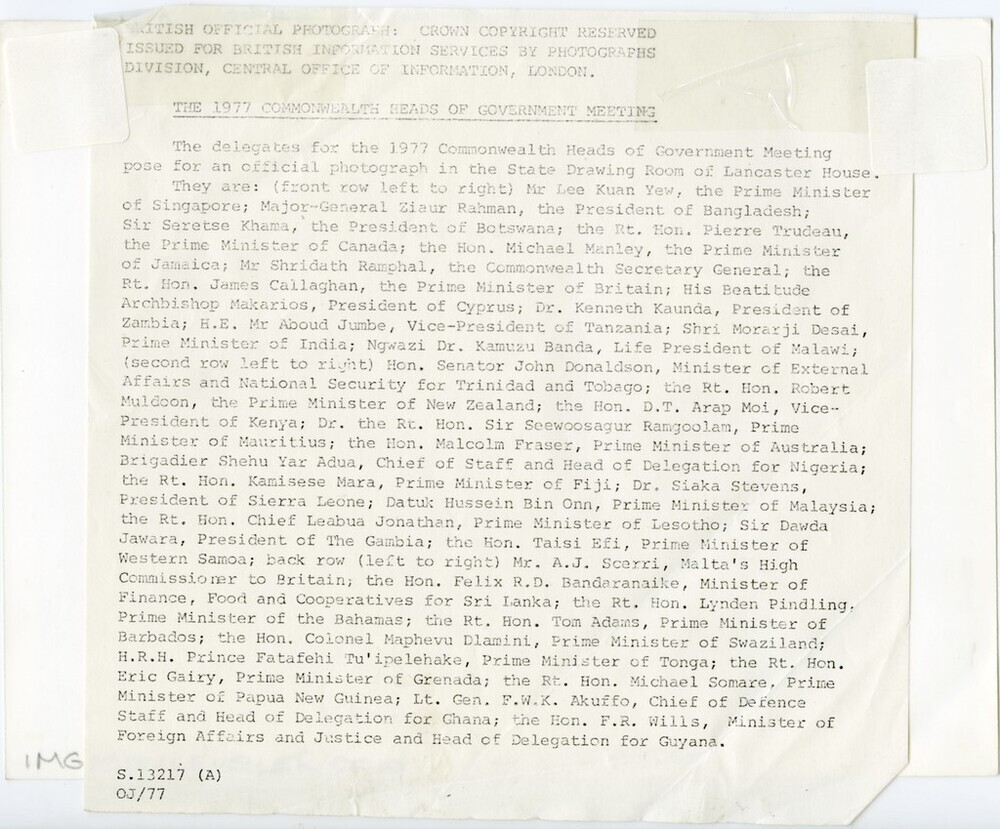 BRITISH OFFICIAL PHOTOGRAPH: CROWN COPYRIGHT RESERVED
ISSUED FOR BRITISH INFORMATION SERVICES BY PHOTOGRAPHS
DIVISION, CENTRAL OFFICE OF INFORMATION, LONDON.
THE 1977 COMMONWEALTH HEADS OF GOVERNMENT MEETING
The delegates for the 1977 Commonwealth Heads of Government Meeting
pose for an official photograph in the State Drawing Room of Lancaster House.
They are: (front row left to right) Mr Lee Kuan Yew, the Prime Minister
of Singapore; Major-General Ziaur Rahman, the President of Bangladesh;
Sir Seretse Khama, the President of Botswana; the Rt. Hon. Pierre Trudeau,
the Prime Minister of Canada; the Hon. Michael Manley, the Prime Minister
of Jamaica; Mr Shridath Ramphal, the Commonwealth Secretary General; the
Rt. Hon. James Callaghan, the Prime Minister of Britain; His Beatitude
Archbishop Makarios, President of Cyprus; Dr. Kenneth Kaunda, President of
Zambia; H.E. Mr Aboud Jumbe, Vice-President of Tanzania; Shri Morarji Desai,
Prime Minister of India; Ngwazi Dr. Kamuzu Banda, Life President of Malawi;
(second row left to right) Hon. Senator John Donaldson, Minister of External
Affairs and National Security for Trinidad and Tobago; the Rt. Hon. Robert
Muldoon, the Prime Minister of New Zealand; the Hon. D.T. Arap Moi, Vice-
President of Kenya; Dr. the Rt. Hon. Sir Seewoosagur Ramgoolam, Prime
Minister of Mauritius; the Hon. Malcolm Fraser, Prime Minister of Australia;
Brigadier Shehu Yar Adua, Chief of Staff and Head of Delegation for Nigeria;
the Rt. Hon. Kamisese Mara, Prime Minister of Fiji; Dr. Siaka Stevens,
President of Sierra Leone; Datuk Hussein Bin Onn, Prime Minister of Malaysia;
the Rt. Hon. Chief Leabua Jonathan, Prime Minister of Lesotho; Sir Dawda
Jawara, President of The Gambia; the Hon. Taisi Efi, Prime Minister of
Western Samoa; back row (left to right) Mr. A.J. Scerri, Malta's High
Commissioner to Britain; the Hon. Felix R.D. Bandaranaike, Minister of
Finance, Food and Cooperatives for Sri Lanka; the Rt. Hon. Lynden Pindling,
Prime Minister of the Bahamas; the Rt. Hon. Tom Adams, Prime Minister of
Barbados; the Hon. Colonel Maphevu Dlamini, Prime Minister of Swaziland;
H.R.H. Prince Fatafehi Tu'ipelehake, Prime Minister of Tonga; the Rt. Hon.
Eric Gairy, Prime Minister of Grenada; the Rt. Hon. Michael Somare, Prime
Minister of Papua New Guinea; Lt. Gen. F.W.K. Akuffo, Chief of Defence
Staff and Head of Delegation for Ghana; the Hon. F.R. Wills, Minister of
Foreign Affairs and Justice and Head of Delegation for Guyana.
IMG
S.13217 (A)
OJ/77